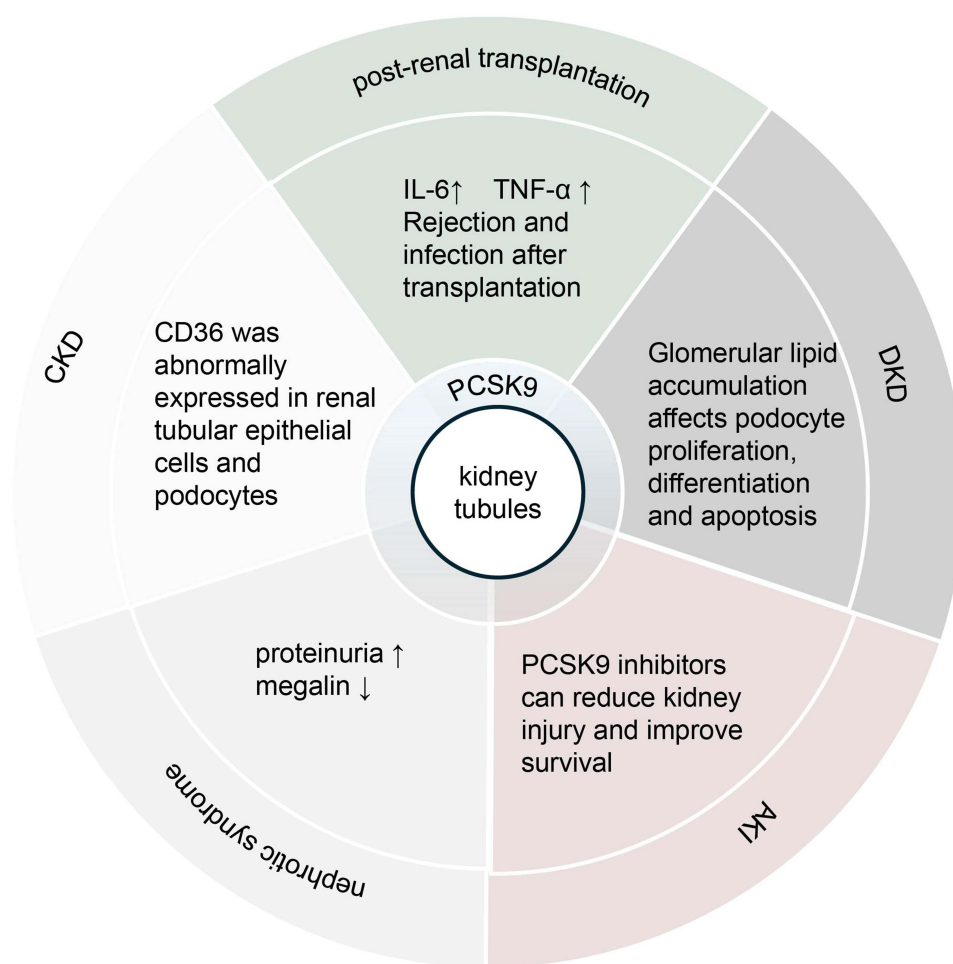 post-renal transplantation
IL-6↑ TNF-α ↑
Rejection and
infection after
transplantation
DKD
Glomerular lipid
accumulation
affects podocyte
proliferation,
differentiation
and apoptosis
AKI
PCSK9 inhibitors
can reduce kidney
injury and improve
survival
nephrotic syndrome
proteinuria ↑
megalin ↓
CKD
CD36 was
abnormally
expressed in renal
tubular epithelial
cells and
podocytes
PCSK9
kidney
tubules